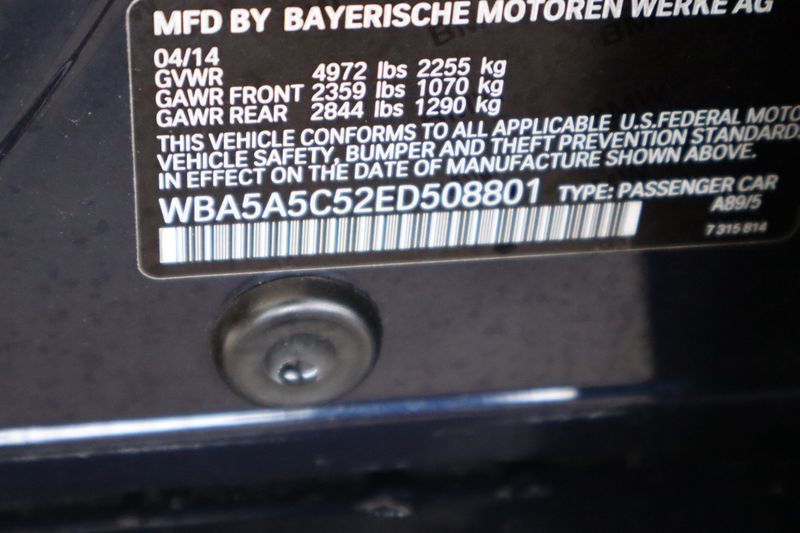 MFD BY BAYERISCHE MOTOREN WERKE AG
04/14
GVWR 4972 lbs 2255 kg
GAWR FRONT 2359 lbs 1070 kg
GAWR REAR 2844 lbs 1290 kg
THIS VEHICLE CONFORMS TO ALL APPLICABLE U.S.FEDERAL MOTO
VEHICLE SAFETY, BUMPER AND THEFT PREVENTION STANDARDS
IN EFFECT ON THE DATE OF MANUFACTURE SHOWN ABOVE.
WBA5A5C52ED508801 TYPE: PASSENGER CAR
A89/5
7 315 814